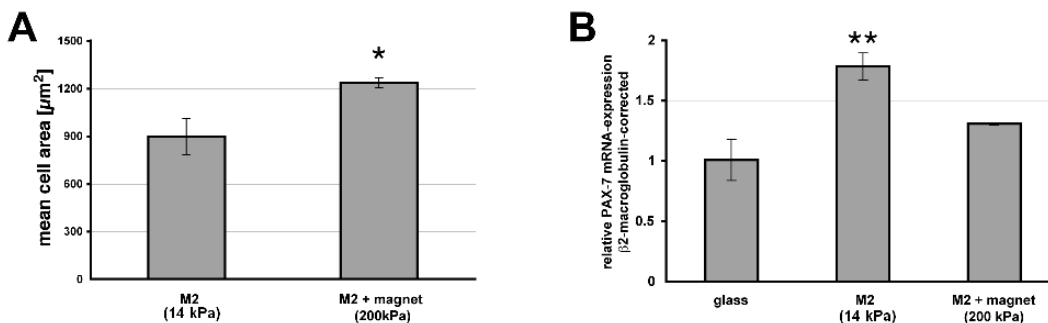 A
mean cell area [µm²]
1500
1200
900
600
300
0
*
M2
(14 kPa)
M2 + magnet
(200kPa)
B
relative PAX-7 mRNA-expression
β2-macroglobulin-corrected
2
1.5
1
0.5
0
**
glass
M2
(14 kPa)
M2 + magnet
(200 kPa)